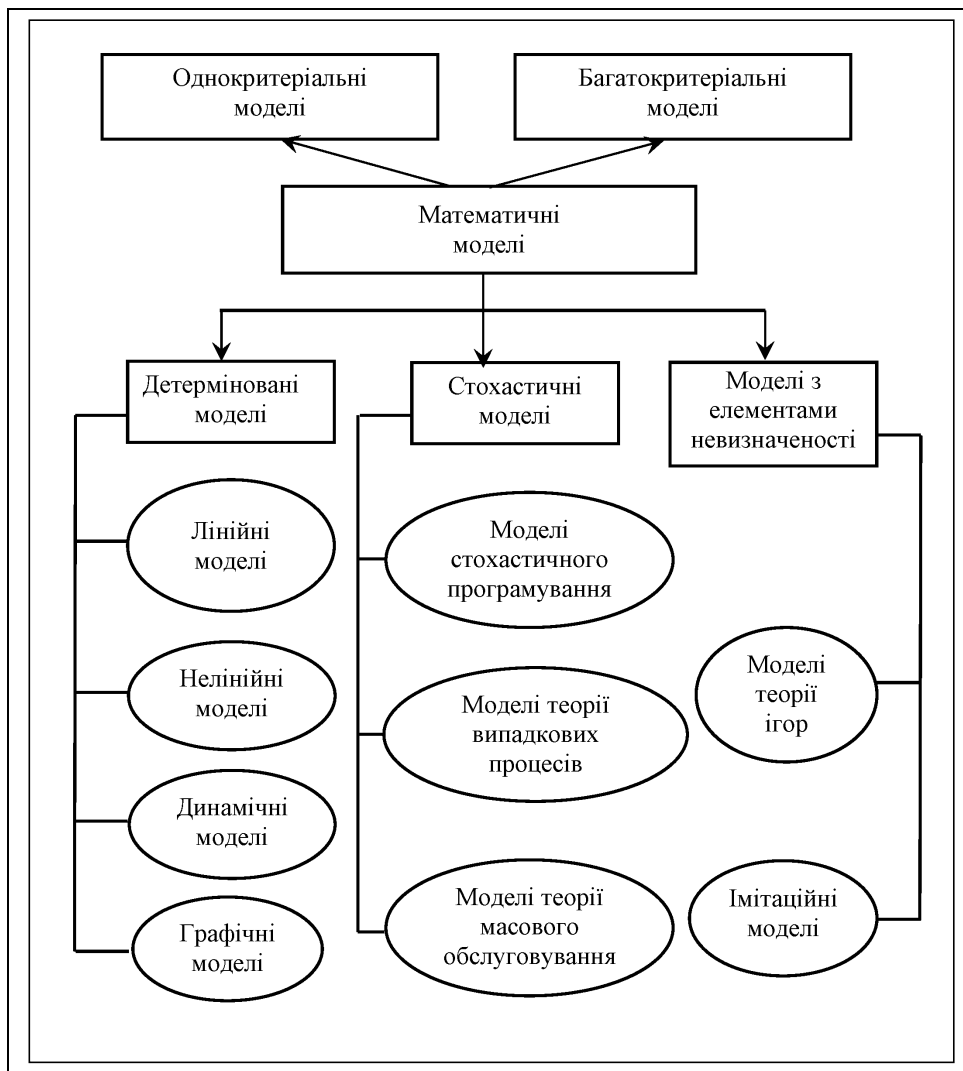 Однокритеріальні
моделі
Багатокритеріальні
моделі
Математичні
моделі
Детерміновані
моделі
Стохастичні
моделі
Моделі з
елементами
невизначеності
Лінійні
моделі
Нелінійні
моделі
Динамічні
моделі
Графічні
моделі
Моделі
стохастичного
програмування
Моделі теорії
випадкових
процесів
Моделі теорії
масового
обслуговування
Моделі
теорії
ігор
Імітаційні
моделі